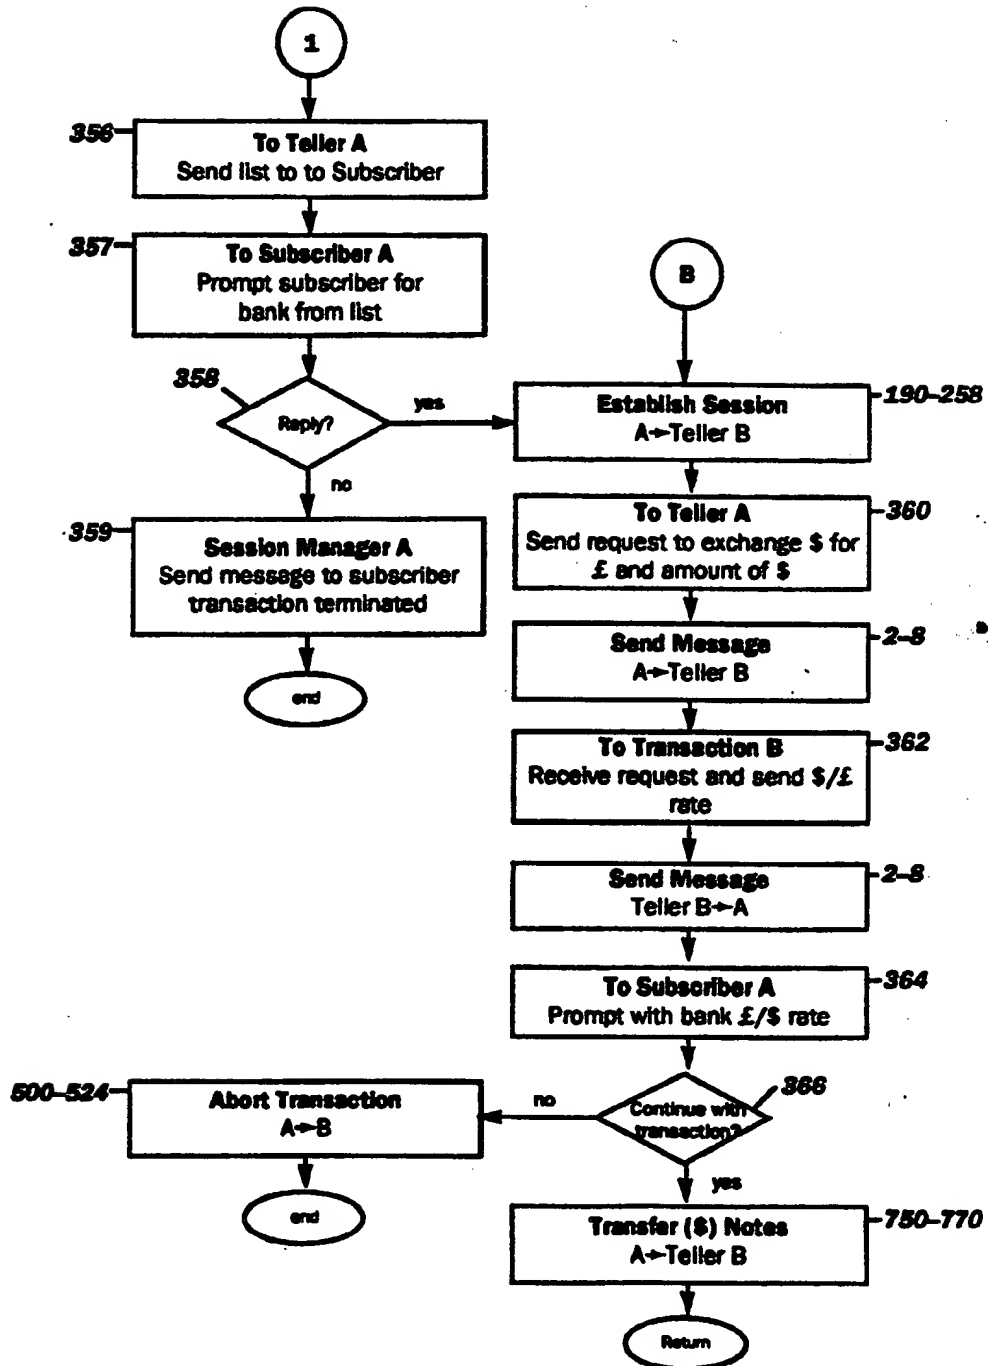 1
356
To Teller A
Send list to to Subscriber
357
To Subscriber A
Prompt subscriber for
bank from list
358
Reply?
yes
no
359
Session Manager A
Send message to subscriber
transaction terminated
end
B
Establish Session
A→Teller B
190–258
To Teller A
Send request to exchange $ for
£ and amount of $
360
Send Message
A→Teller B
2–8
To Transaction B
Receive request and send $/£
rate
362
Send Message
Teller B→A
2–8
To Subscriber A
Prompt with bank £/$ rate
364
Continue with
transaction?
366
no
500–524
Abort Transaction
A→B
end
yes
Transfer ($) Notes
A→Teller B
750–770
Return